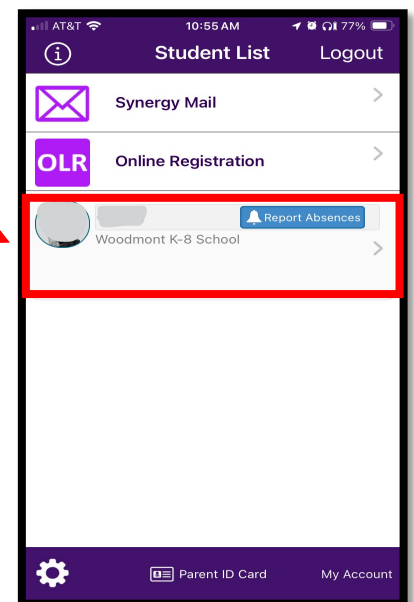 AT&T 10:55 AM 77%
i Student List Logout
Synergy Mail
OLR Online Registration
Report Absences
Woodmont K-8 School
Parent ID Card My Account